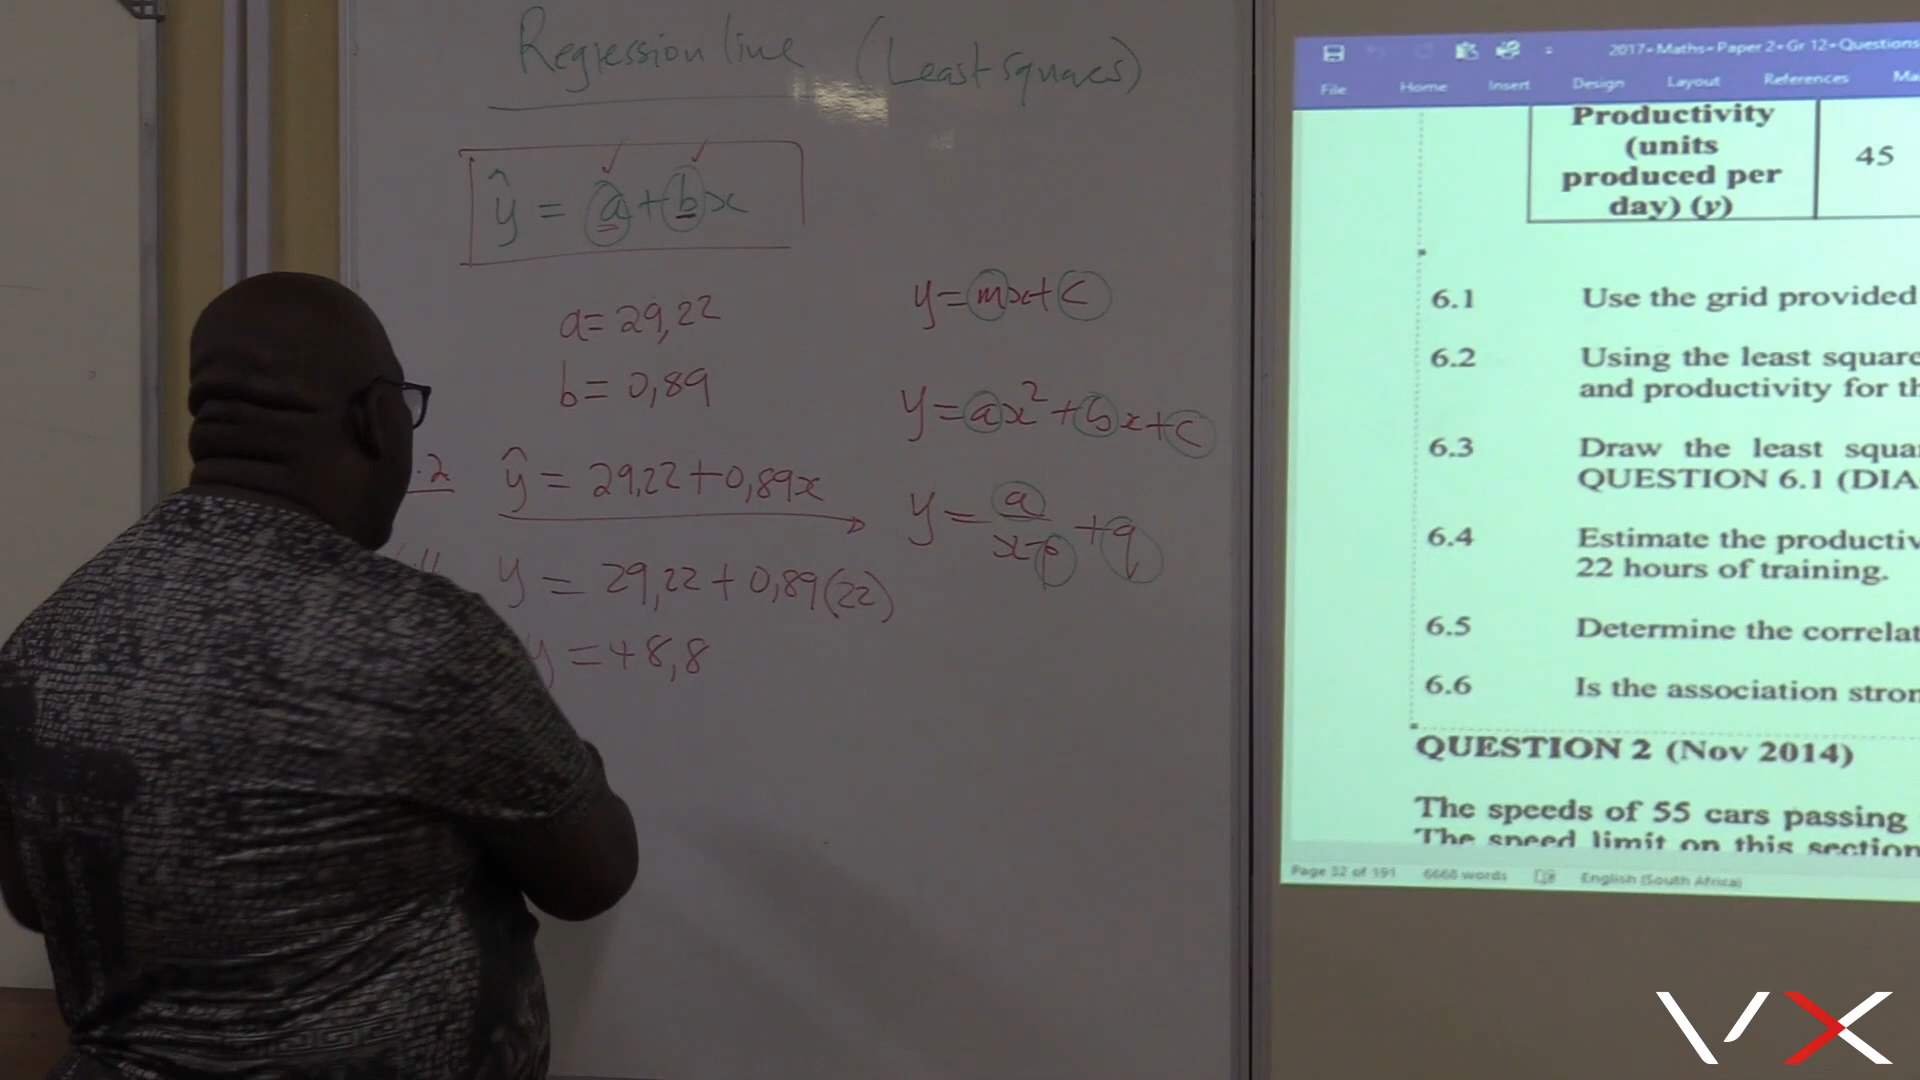 Regression line (Least squares)
ŷ = a + bx
a = 29,22
b = 0,89
.2 ŷ = 29,22 + 0,89x
y = 29,22 + 0,89(22)
y = 48,8
y = mx + c
y = ax² + bx + c
y = a/(x-p) + q
2017 - Maths - Paper 2 - Gr 12 - Questions
File Home Insert Design Layout References Ma
Productivity
(units
produced per
day) (y)
45
6.1 Use the grid provided
6.2 Using the least square
and productivity for th
6.3 Draw the least squa
QUESTION 6.1 (DIA
6.4 Estimate the productiv
22 hours of training.
6.5 Determine the correlat
6.6 Is the association stron
QUESTION 2 (Nov 2014)
The speeds of 55 cars passing
The speed limit on this section
Page 32 of 191 6668 words English (South Africa)
VX